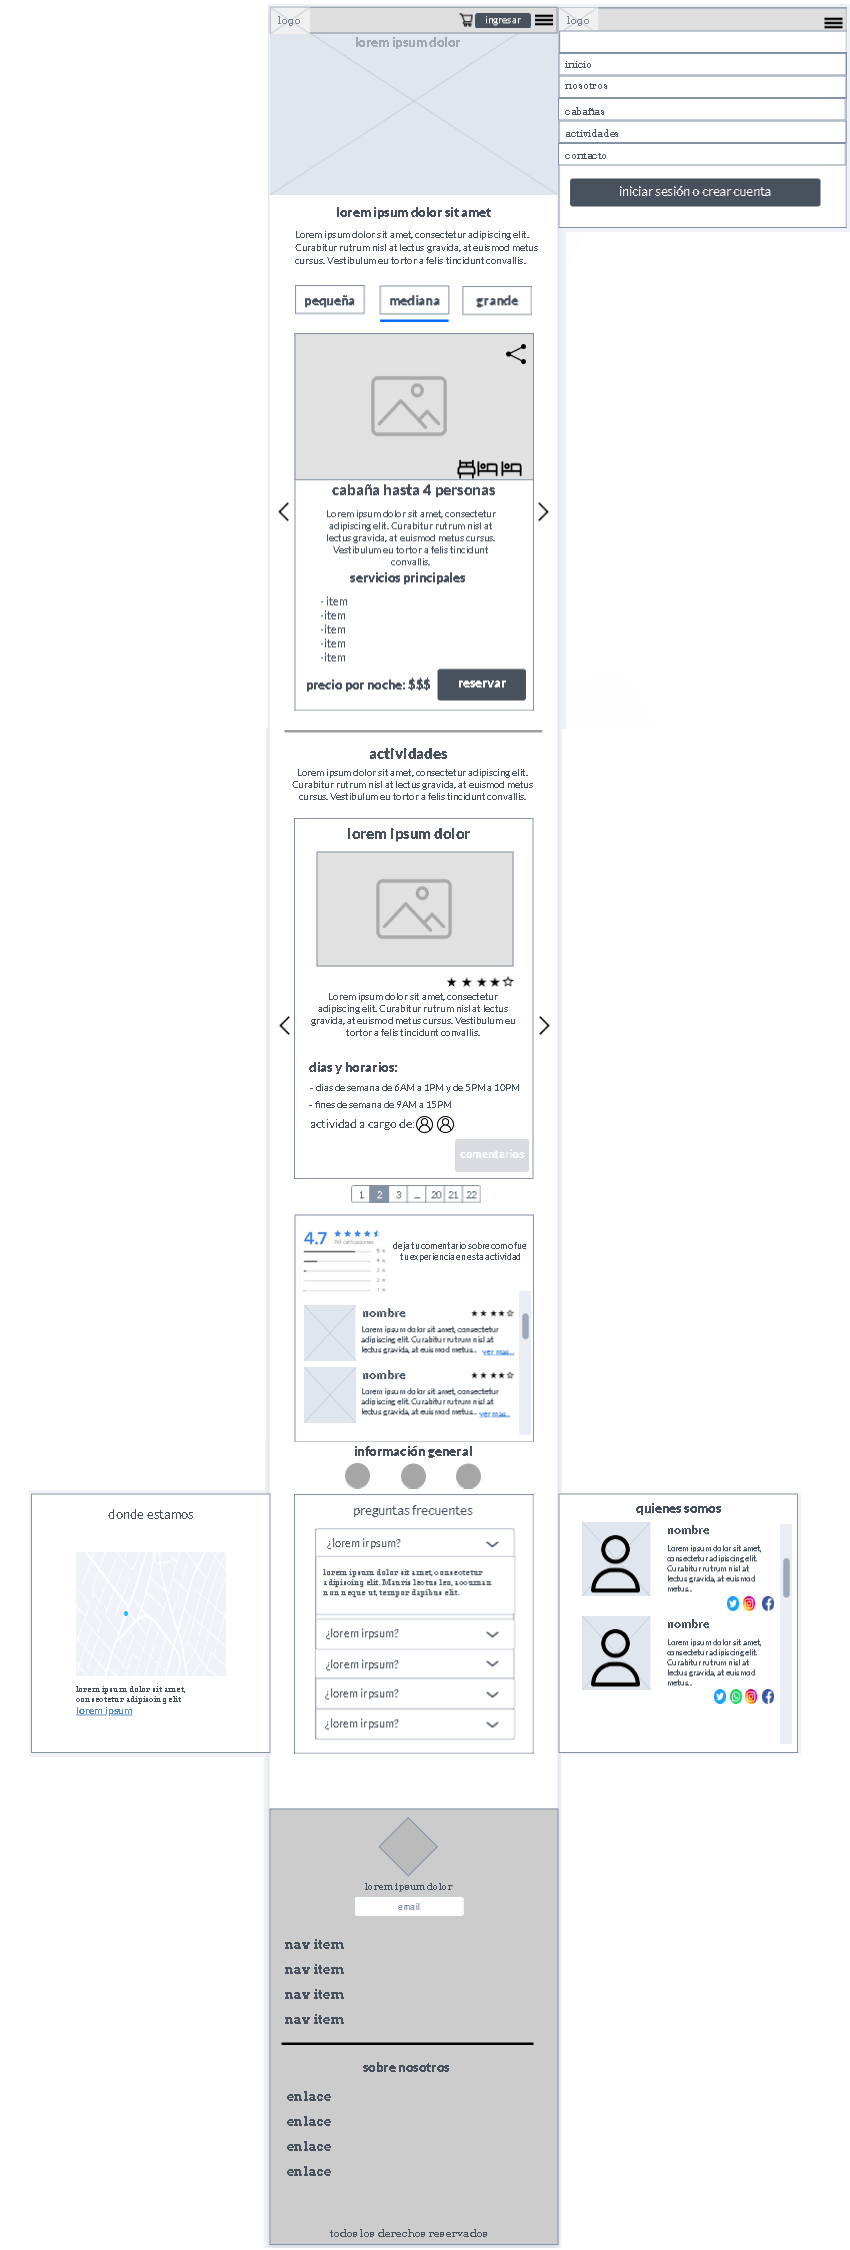 logo
ingresar
lorem ipsum dolor
logo
inicio
nosotros
cabañas
actividades
contacto
iniciar sesión o crear cuenta
lorem ipsum dolor sit amet
Lorem ipsum dolor sit amet, consectetur adipiscing elit.
Curabitur rutrum nisl at lectus gravida, at euismod metus
cursus. Vestibulum eu tortor a felis tincidunt convallis.
pequeña
mediana
grande
cabaña hasta 4 personas
Lorem ipsum dolor sit amet, consectetur
adipiscing elit. Curabitur rutrum nisl at
lectus gravida, at euismod metus cursus.
Vestibulum eu tortor a felis tincidunt
convallis.
servicios principales
- item
-item
-item
-item
-item
precio por noche: $$$
reservar
actividades
Lorem ipsum dolor sit amet, consectetur adipiscing elit.
Curabitur rutrum nisl at lectus gravida, at euismod metus
cursus. Vestibulum eu tortor a felis tincidunt convallis.
lorem ipsum dolor
Lorem ipsum dolor sit amet, consectetur
adipiscing elit. Curabitur rutrum nisl at lectus
gravida, at euismod metus cursus. Vestibulum eu
tortor a felis tincidunt convallis.
dias y horarios:
- dias de semana de 6AM a 1PM y de 5PM a 10PM
- fines de semana de 9AM a 15PM
actividad a cargo de:
comentarios
1 2 3 ... 20 21 22
4.7
calificaciones
5
4
3
2
1
deja tu comentario sobre como fue
tu experiencia en esta actividad
nombre
Lorem ipsum dolor sit amet, consectetur
adipiscing elit. Curabitur rutrum nisl at
lectus gravida, at euismod metus... ver mas...
nombre
Lorem ipsum dolor sit amet, consectetur
adipiscing elit. Curabitur rutrum nisl at
lectus gravida, at euismod metus... ver mas...
información general
donde estamos
lorem ipsum dolor sit amet,
consectetur adipiscing elit
lorem ipsum
preguntas frecuentes
¿lorem irpsum?
lorem ipsum dolor sit amet, consectetur
adipiscing elit. Mauris lectus leo, accumsan
non neque ut, tempor dapibus elit.
¿lorem irpsum?
¿lorem irpsum?
¿lorem irpsum?
¿lorem irpsum?
quienes somos
nombre
Lorem ipsum dolor sit amet,
consectetur adipiscing elit.
Curabitur rutrum nisl at
lectus gravida, at euismod
metus...
nombre
Lorem ipsum dolor sit amet,
consectetur adipiscing elit.
Curabitur rutrum nisl at
lectus gravida, at euismod
metus...
lorem ipsum dolor
email
nav item
nav item
nav item
nav item
sobre nosotros
enlace
enlace
enlace
enlace
todos los derechos reservados